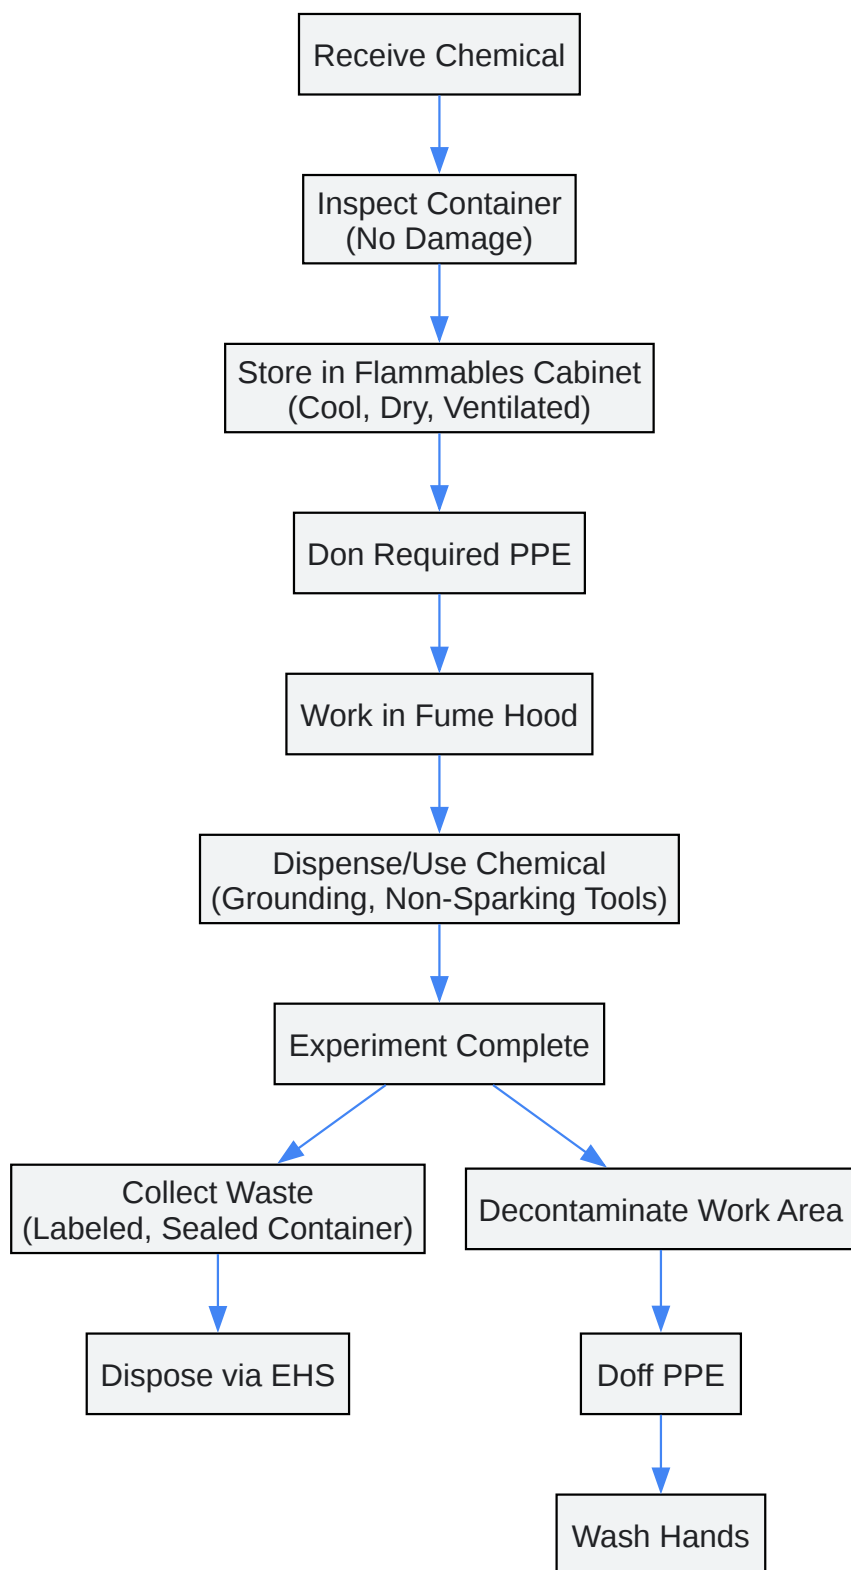 Receive Chemical
Inspect Container
(No Damage)
Store in Flammables Cabinet
(Cool, Dry, Ventilated)
Don Required PPE
Work in Fume Hood
Dispense/Use Chemical
(Grounding, Non-Sparking Tools)
Experiment Complete
Collect Waste
(Labeled, Sealed Container)
Decontaminate Work Area
Dispose via EHS
Doff PPE
Wash Hands